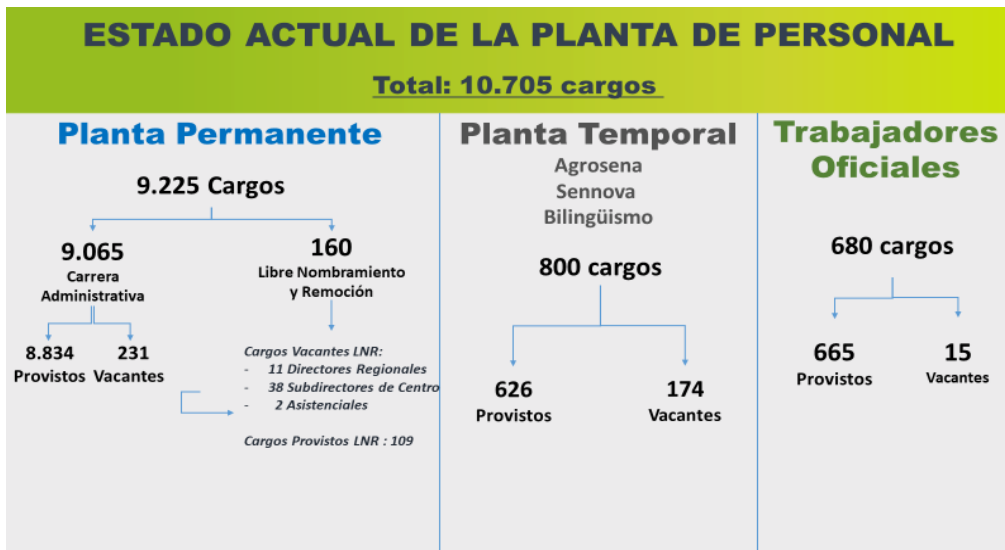 ESTADO ACTUAL DE LA PLANTA DE PERSONAL
Total: 10.705 cargos
Planta Permanente
9.225 Cargos
9.065
Carrera
Administrativa
8.834
Provistos
231
Vacantes
160
Libre Nombramiento
y Remoción
Cargos Vacantes LNR:
- 11 Directores Regionales
- 38 Subdirectores de Centro
- 2 Asistenciales
Cargos Provistos LNR : 109
Planta Temporal
Agrosena
Sennova
Bilingüismo
800 cargos
626
Provistos
174
Vacantes
Trabajadores
Oficiales
680 cargos
665
Provistos
15
Vacantes